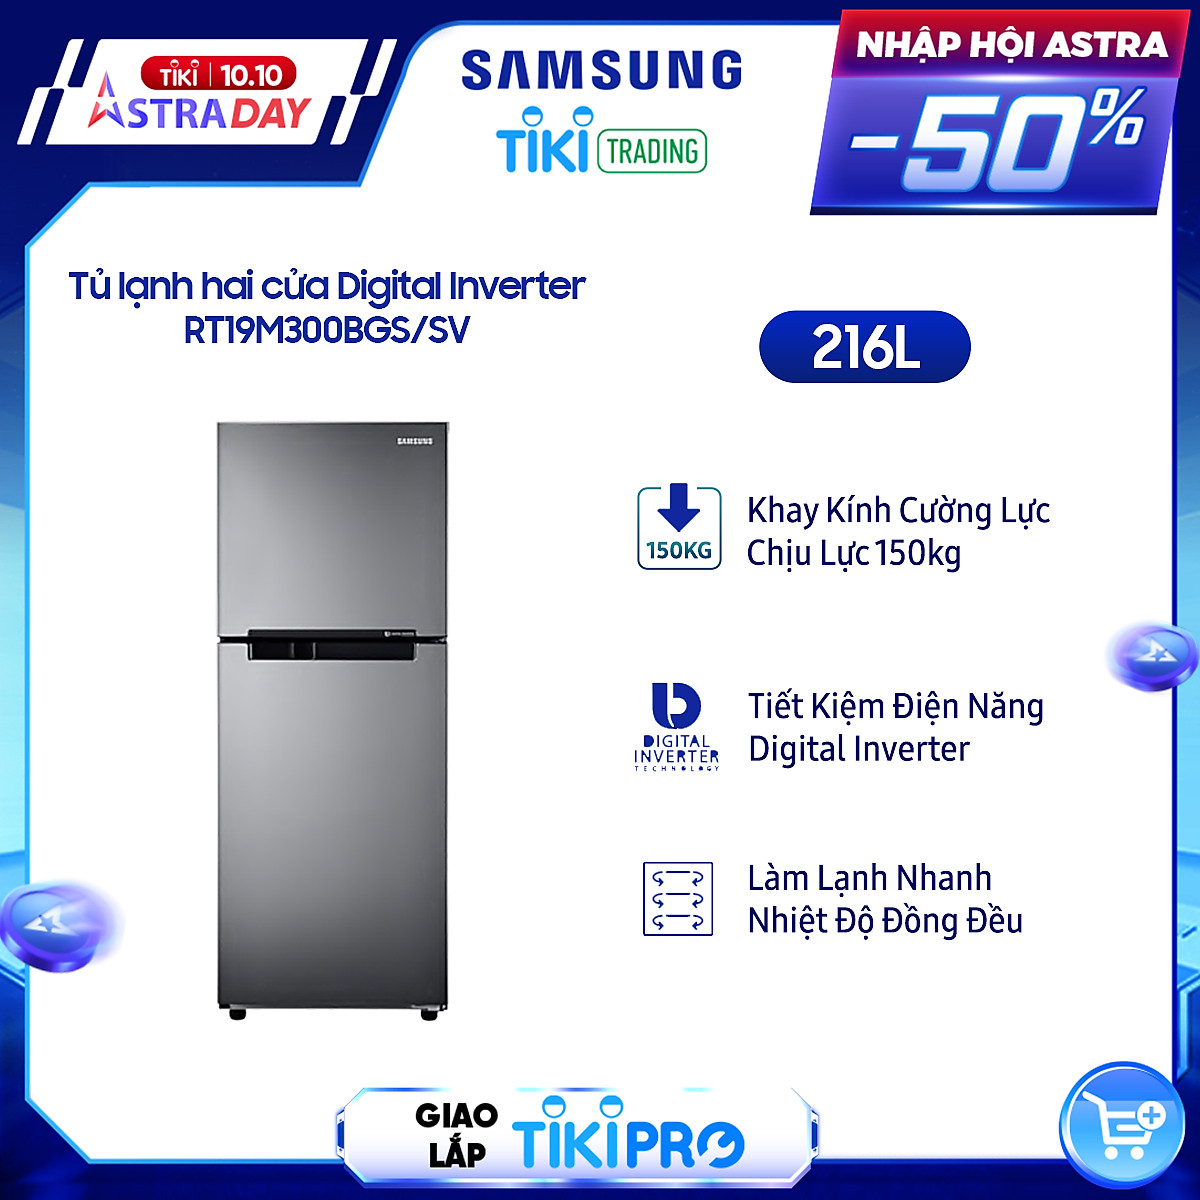 TIKI | 10.10
ASTRA DAY
SAMSUNG
TIKI TRADING
NHẬP HỘI ASTRA
-50%
Tủ lạnh hai cửa Digital Inverter
RT19M300BGS/SV
216L
SAMSUNG
150KG
Khay Kính Cường Lực
Chịu Lực 150kg
DIGITAL
INVERTER
TECHNOLOGY
Tiết Kiệm Điện Năng
Digital Inverter
Làm Lạnh Nhanh
Nhiệt Độ Đồng Đều
GIAO
LẮP
TIKIPRO